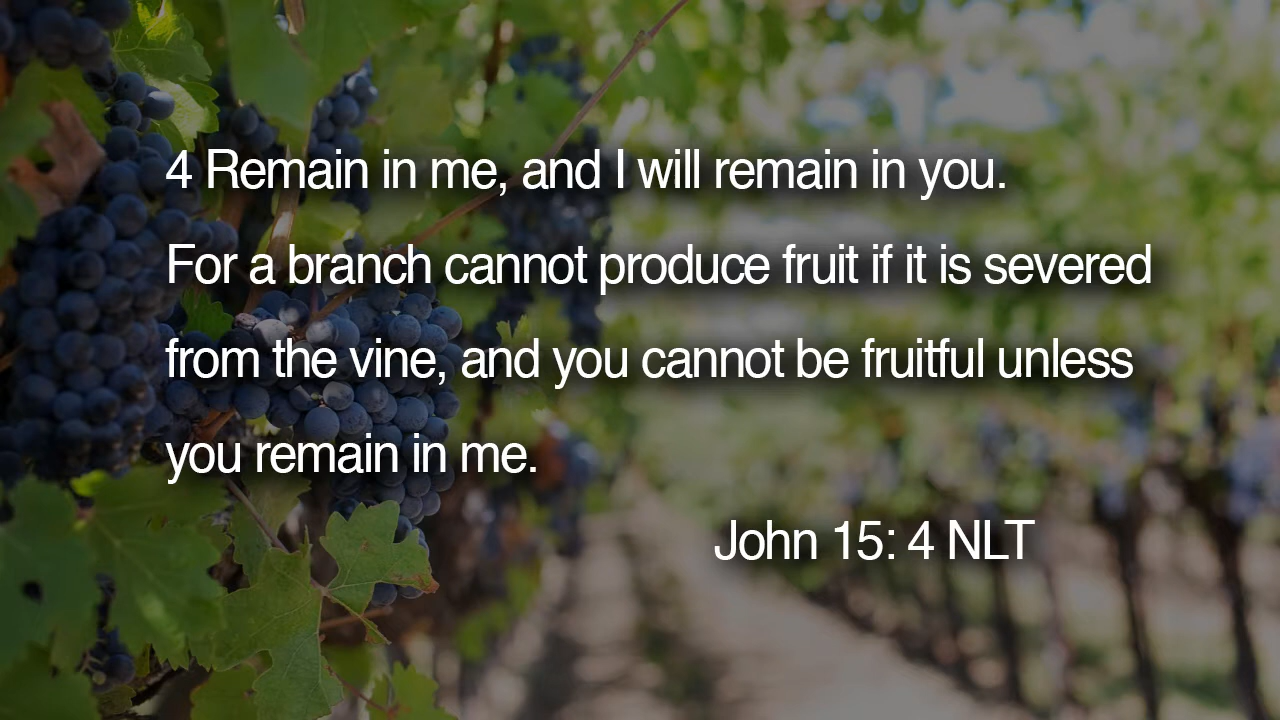 4 Remain in me, and I will remain in you.
For a branch cannot produce fruit if it is severed
from the vine, and you cannot be fruitful unless
you remain in me.
John 15: 4 NLT